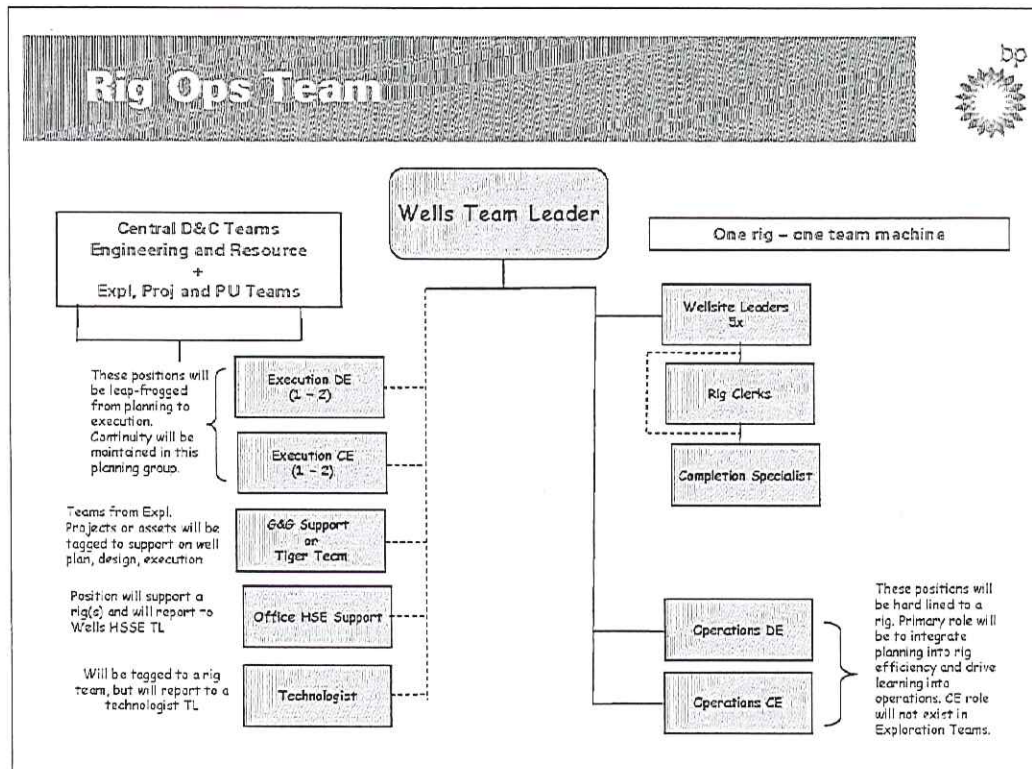 bp
Rig Ops Team
Wells Team Leader
Central D&C Teams
Engineering and Resource
+
Expl, Proj and PU Teams
One rig – one team machine
These positions will
be leap-frogged
from planning to
execution.
Continuity will be
maintained in this
planning group.
Execution DE
(1 – 2)
Execution CE
(1 – 2)
Teams from Expl.
Projects or assets will be
tagged to support on well
plan, design, execution
G&G Support
or
Tiger Team
Position will support a
rig(s) and will report to
Wells HSSE TL
Office HSE Support
Will be tagged to a rig
team, but will report to a
technologist TL
Technologist
Wellsite Leaders
5x
Rig Clerks
Completion Specialist
Operations DE
Operations CE
These positions will
be hard lined to a
rig. Primary role will
be to integrate
planning into rig
efficiency and drive
learning into
operations. CE role
will not exist in
Exploration Teams.